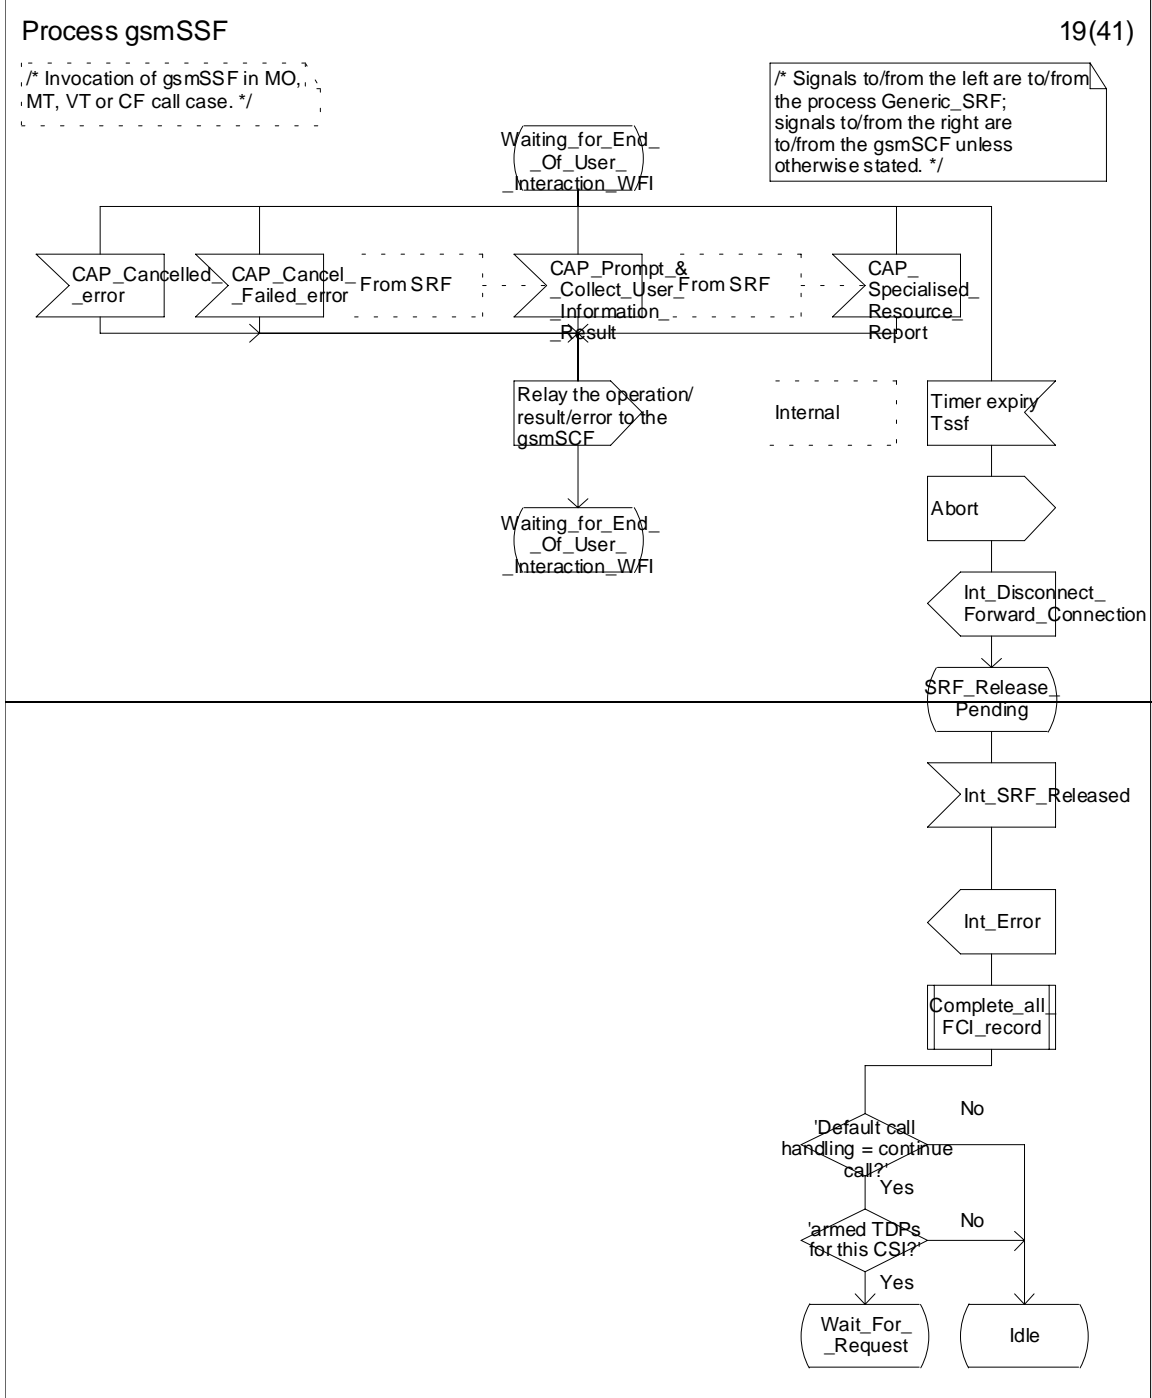 Process gsmSSF
19(41)
/* Invocation of gsmSSF in MO,
MT, VT or CF call case. */
/* Signals to/from the left are to/from
the process Generic_SRF;
signals to/from the right are
to/from the gsmSCF unless
otherwise stated. */
Waiting_for_End_
_Of_User_
_Interaction_WFI
CAP_Cancelled_
_error
CAP_Cancel_
_Failed_error
From SRF
CAP_Prompt_&
_Collect_User_
_Information_
_Result
From SRF
CAP_
Specialised_
Resource_
Report
Relay the operation/
result/error to the
gsmSCF
Internal
Timer expiry
Tssf
Abort
Waiting_for_End_
_Of_User_
_Interaction_WFI
Int_Disconnect_
Forward_Connection
SRF_Release_
Pending
Int_SRF_Released
Int_Error
Complete_all_
FCI_record
No
'Default call
handling = continue
call?'
Yes
'armed TDPs
for this CSI?'
No
Yes
Wait_For_
_Request
Idle